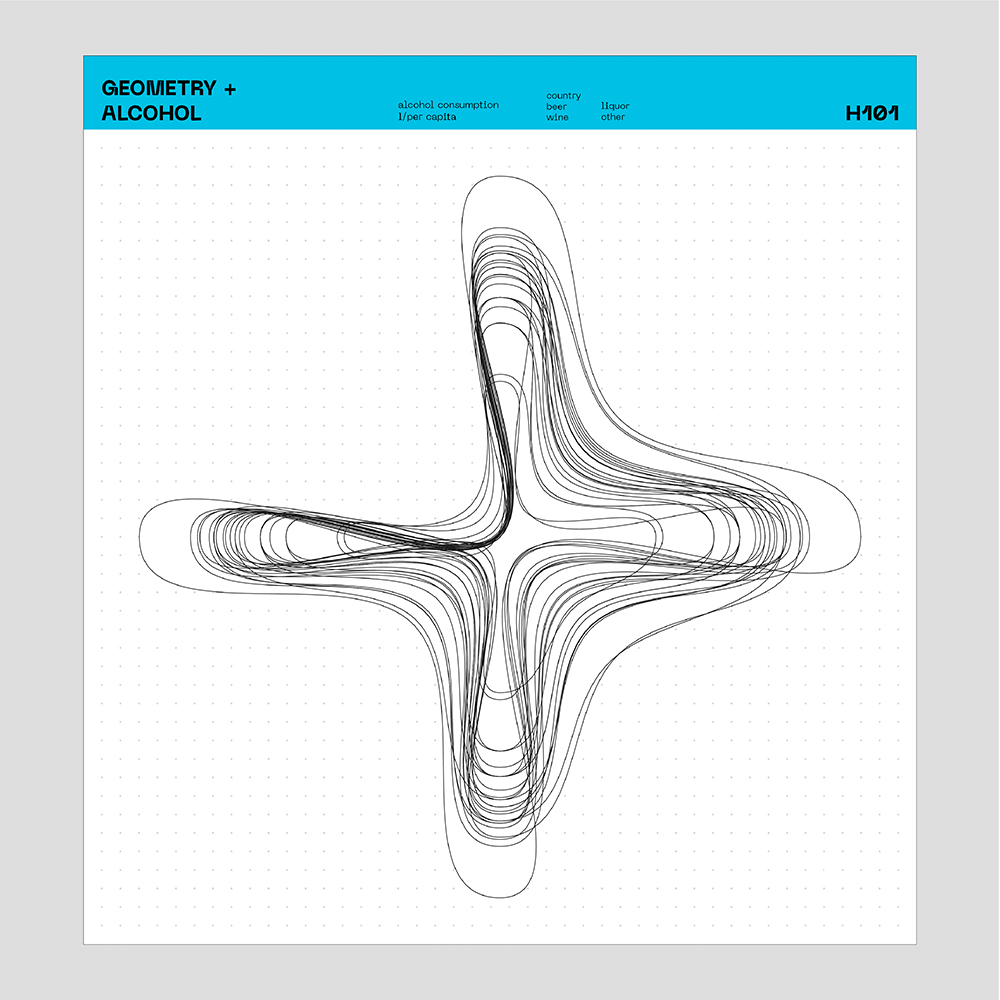 GEOMETRY +
ALCOHOL
alcohol consumption
l/per capita
country
beer
wine
liquor
other
H101